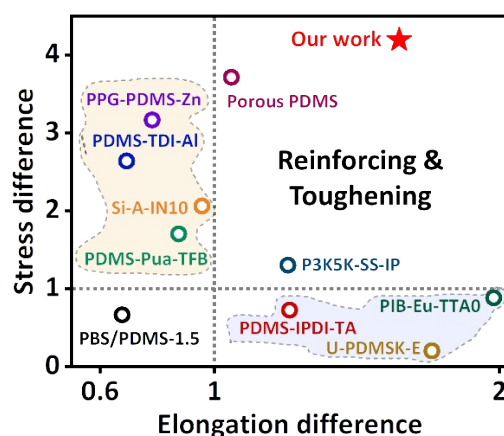 4
3
2
1
0
Stress difference
Our work
PPG-PDMS-Zn
Porous PDMS
PDMS-TDI-Al
Reinforcing &
Toughening
Si-A-IN10
PDMS-Pua-TFB
P3K5K-SS-IP
PIB-Eu-TTA0
PBS/PDMS-1.5
PDMS-IPDI-TA
U-PDMSK-E
0.6 1 2
Elongation difference